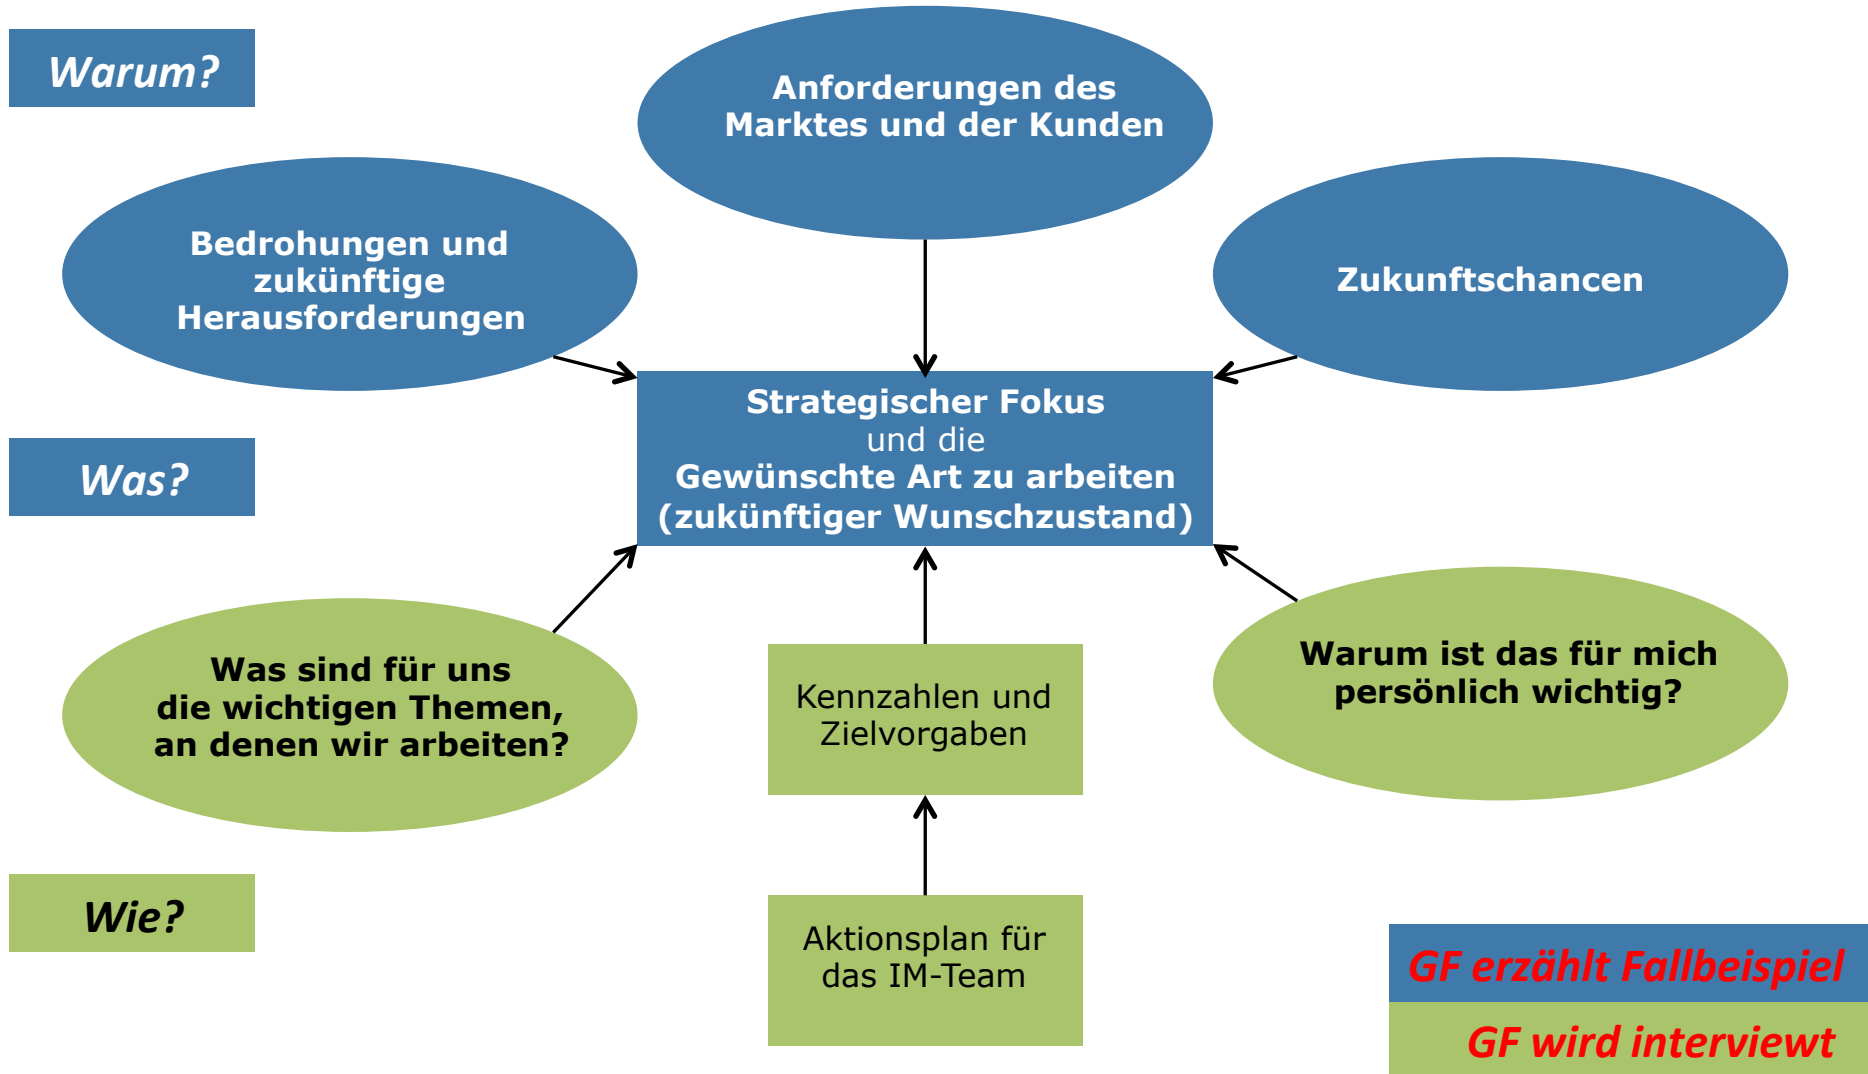 Warum?
Anforderungen des
Marktes und der Kunden
Bedrohungen und
zukünftige
Herausforderungen
Zukunftschancen
Strategischer Fokus
und die
Gewünschte Art zu arbeiten
(zukünftiger Wunschzustand)
Was?
Was sind für uns
die wichtigen Themen,
an denen wir arbeiten?
Kennzahlen und
Zielvorgaben
Warum ist das für mich
persönlich wichtig?
Wie?
Aktionsplan für
das IM-Team
GF erzählt Fallbeispiel
GF wird interviewt